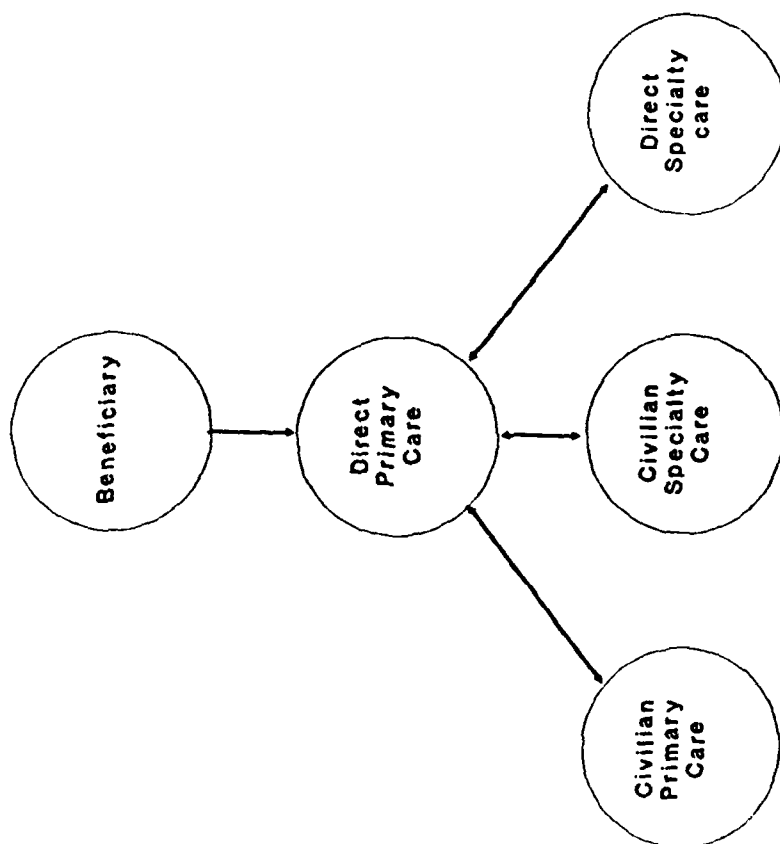 Beneficiary
Direct
Primary
Care
Civilian
Primary
Care
Civilian
Specialty
Care
Direct
Specialty
care